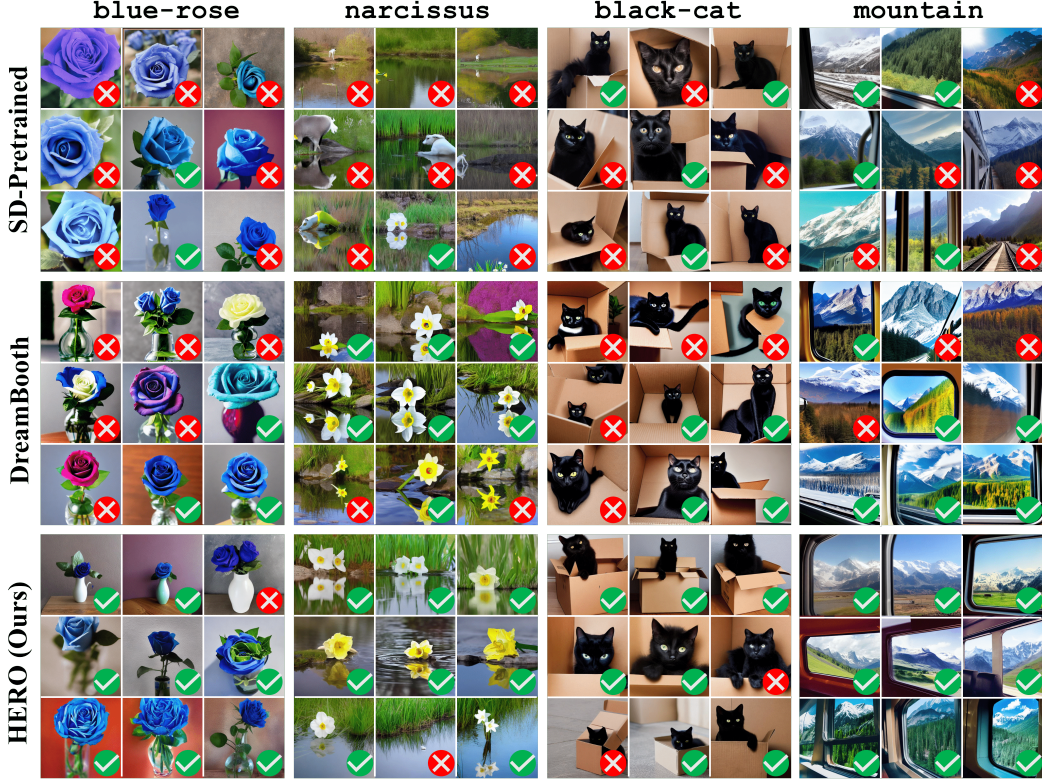 blue-rose narcissus black-cat mountain
SD-Pretrained
DreamBooth
HERO (Ours)